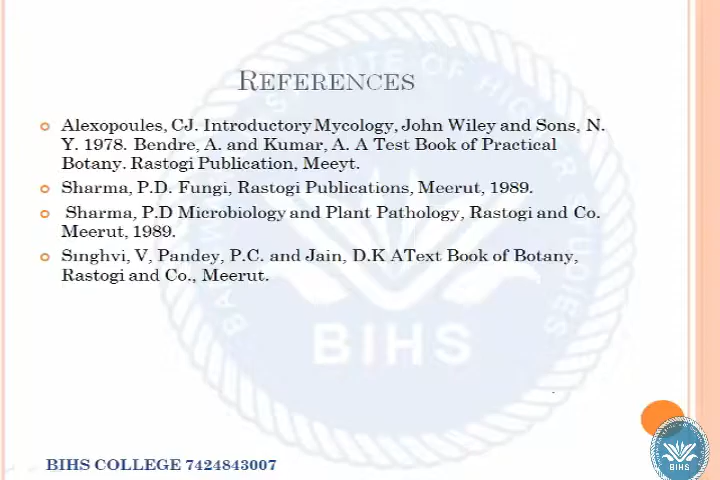 REFERENCES
Alexopoules, CJ. Introductory Mycology, John Wiley and Sons, N.
Y. 1978. Bendre, A. and Kumar, A. A Test Book of Practical
Botany. Rastogi Publication, Meeyt.
Sharma, P.D. Fungi, Rastogi Publications, Meerut, 1989.
Sharma, P.D Microbiology and Plant Pathology, Rastogi and Co.
Meerut, 1989.
Sınghvi, V, Pandey, P.C. and Jain, D.K AText Book of Botany,
Rastogi and Co., Meerut.
BIHS
BIHS COLLEGE 7424843007
BIHS